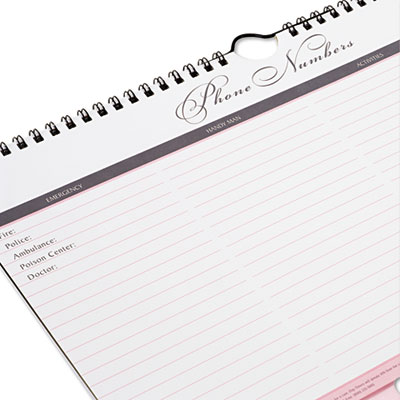 Phone Numbers
EMERGENCY HANDY MAN ACTIVITIES
Fire:
Police:
Ambulance:
Poison Center:
Doctor: